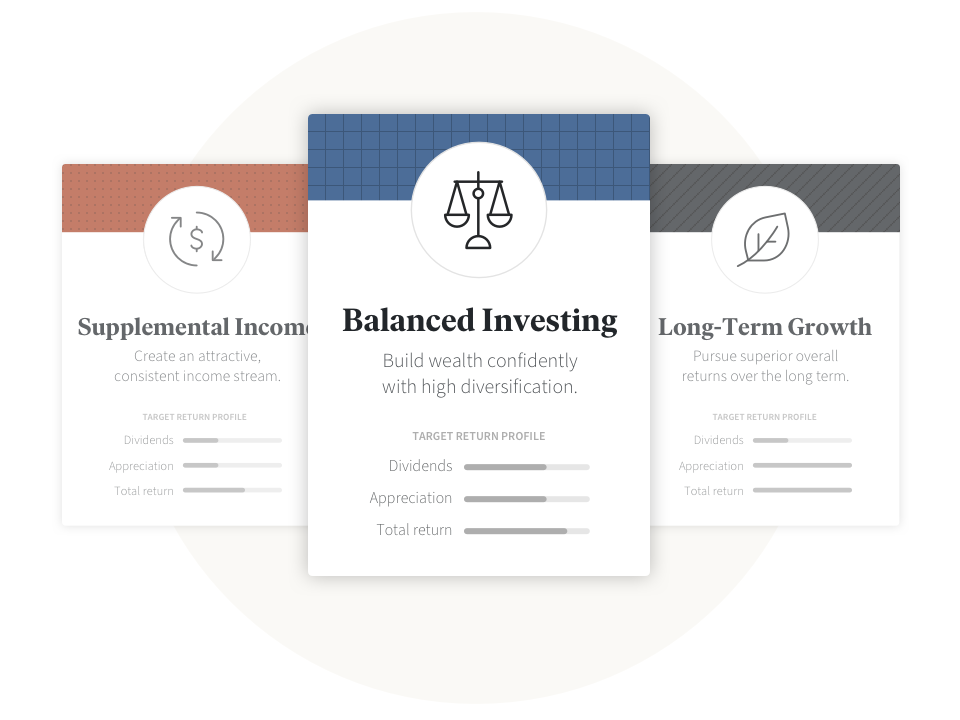 Supplemental Income
Create an attractive,
consistent income stream.
TARGET RETURN PROFILE
Dividends
Appreciation
Total return
Balanced Investing
Build wealth confidently
with high diversification.
TARGET RETURN PROFILE
Dividends
Appreciation
Total return
Long-Term Growth
Pursue superior overall
returns over the long term.
TARGET RETURN PROFILE
Dividends
Appreciation
Total return